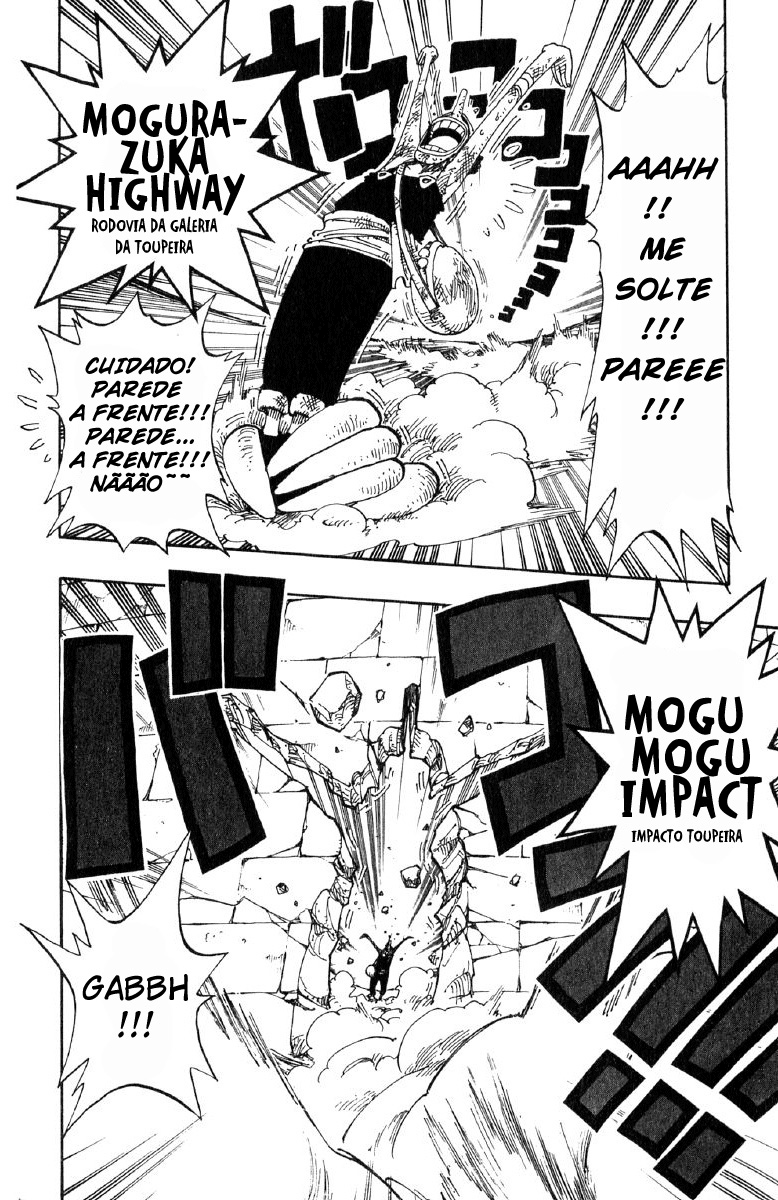 AAAHH
!!
ME
SOLTE
!!!
PAREEE
!!!
MOGURA-
ZUKA
HIGHWAY
RODOVIA DA GALERIA
DA TOUPEIRA
CUIDADO!
PAREDE
A FRENTE!!!
PAREDE...
A FRENTE!!!
NÃÃÃO~~
MOGU
MOGU
IMPACT
IMPACTO TOUPEIRA
GABBH
!!!